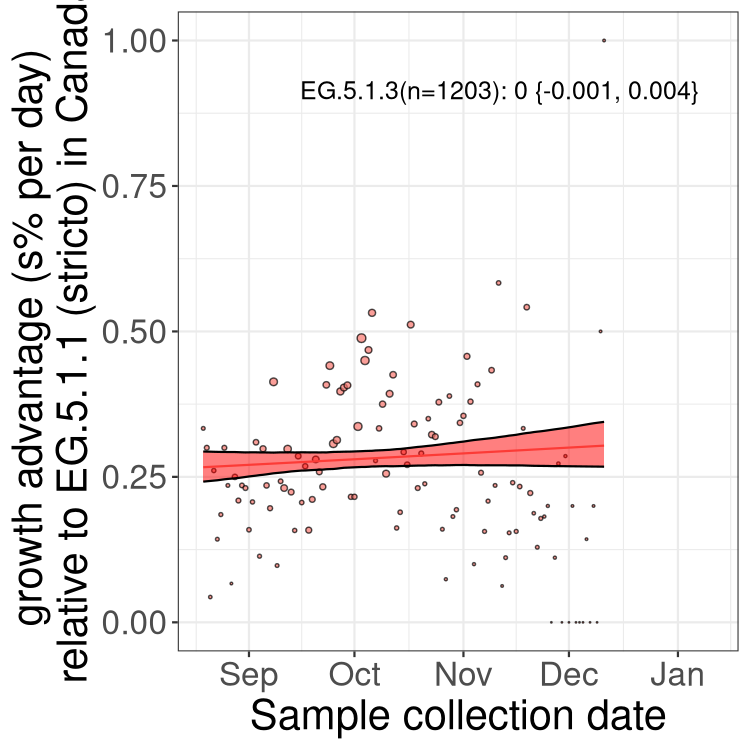 growth advantage (s% per day)
relative to EG.5.1.1 (stricto) in Canada
1.00
0.75
0.50
0.25
0.00
EG.5.1.3(n=1203): 0 {-0.001, 0.004}
Sep Oct Nov Dec Jan
Sample collection date